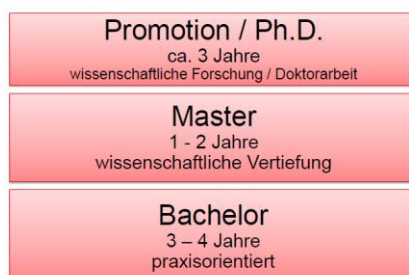 Promotion / Ph.D.
ca. 3 Jahre
wissenschaftliche Forschung / Doktorarbeit
Master
1 - 2 Jahre
wissenschaftliche Vertiefung
Bachelor
3 – 4 Jahre
praxisorientiert